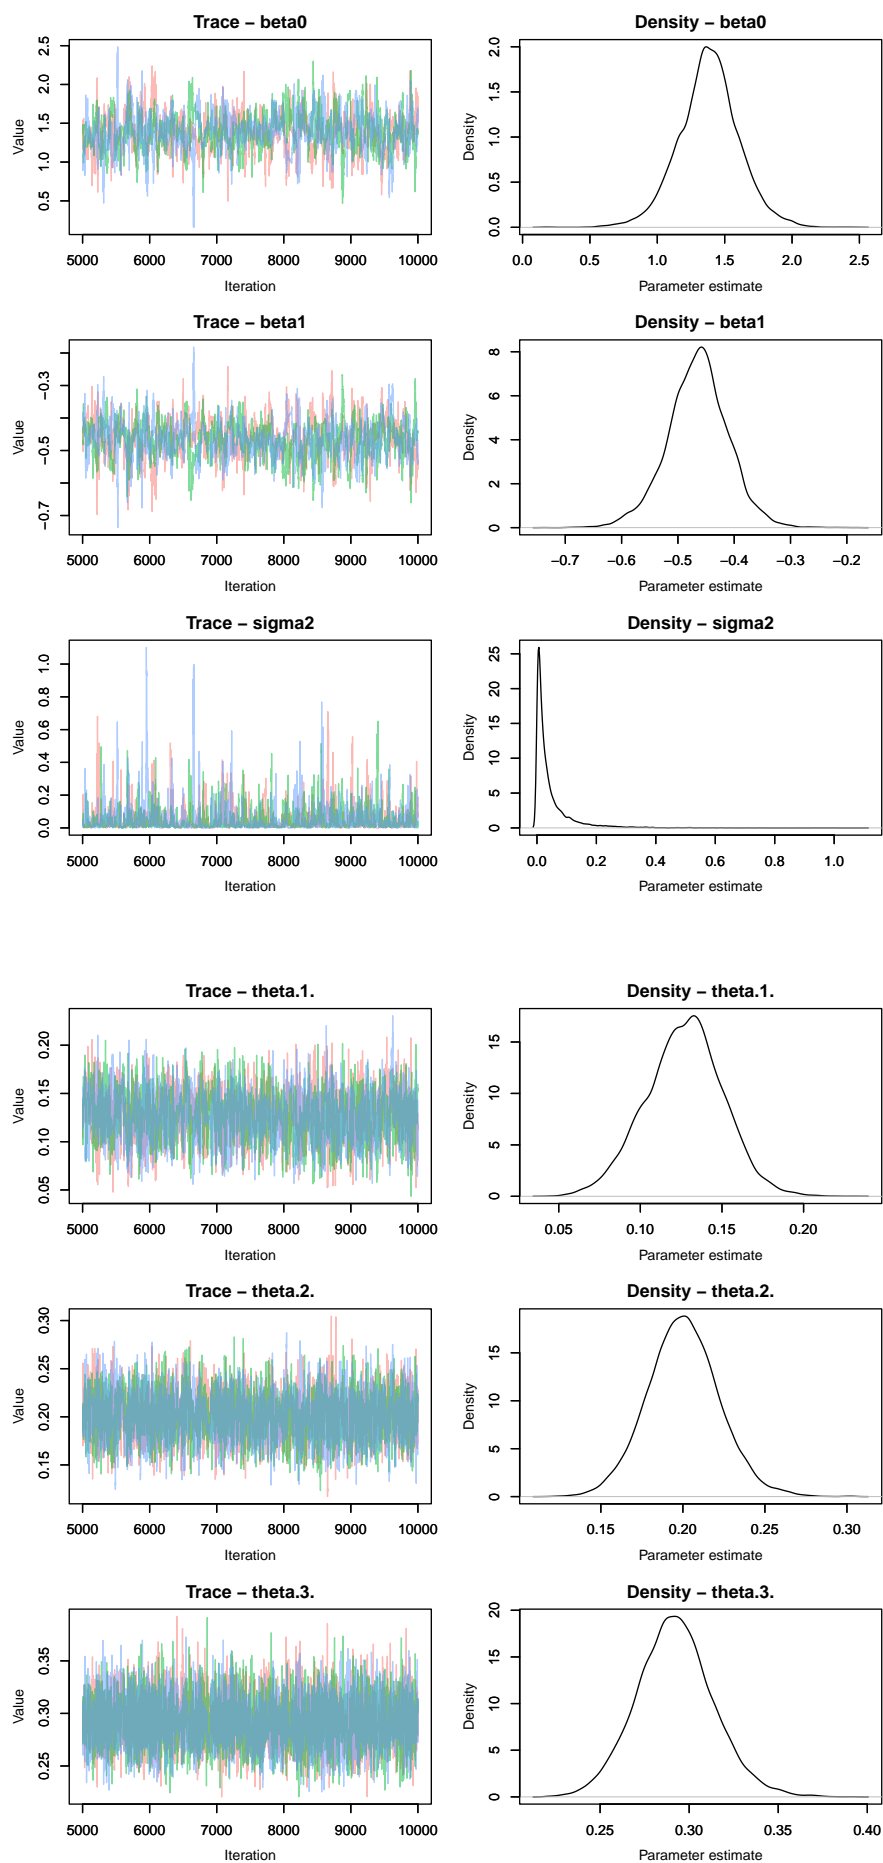 Trace − beta0
Value
0.5 1.0 1.5 2.0 2.5
5000 6000 7000 8000 9000 10000
Iteration
Density − beta0
Density
0.0 0.5 1.0 1.5 2.0
0.0 0.5 1.0 1.5 2.0 2.5
Parameter estimate
Trace − beta1
Value
−0.7 −0.5 −0.3
5000 6000 7000 8000 9000 10000
Iteration
Density − beta1
Density
0 2 4 6 8
−0.7 −0.6 −0.5 −0.4 −0.3 −0.2
Parameter estimate
Trace − sigma2
Value
0.0 0.2 0.4 0.6 0.8 1.0
5000 6000 7000 8000 9000 10000
Iteration
Density − sigma2
Density
0 5 10 15 20 25
0.0 0.2 0.4 0.6 0.8 1.0
Parameter estimate
Trace − theta.1.
Value
0.05 0.10 0.15 0.20
5000 6000 7000 8000 9000 10000
Iteration
Density − theta.1.
Density
0 5 10 15
0.05 0.10 0.15 0.20
Parameter estimate
Trace − theta.2.
Value
0.15 0.20 0.25 0.30
5000 6000 7000 8000 9000 10000
Iteration
Density − theta.2.
Density
0 5 10 15
0.15 0.20 0.25 0.30
Parameter estimate
Trace − theta.3.
Value
0.25 0.30 0.35
5000 6000 7000 8000 9000 10000
Iteration
Density − theta.3.
Density
0 5 10 15 20
0.25 0.30 0.35 0.40
Parameter estimate